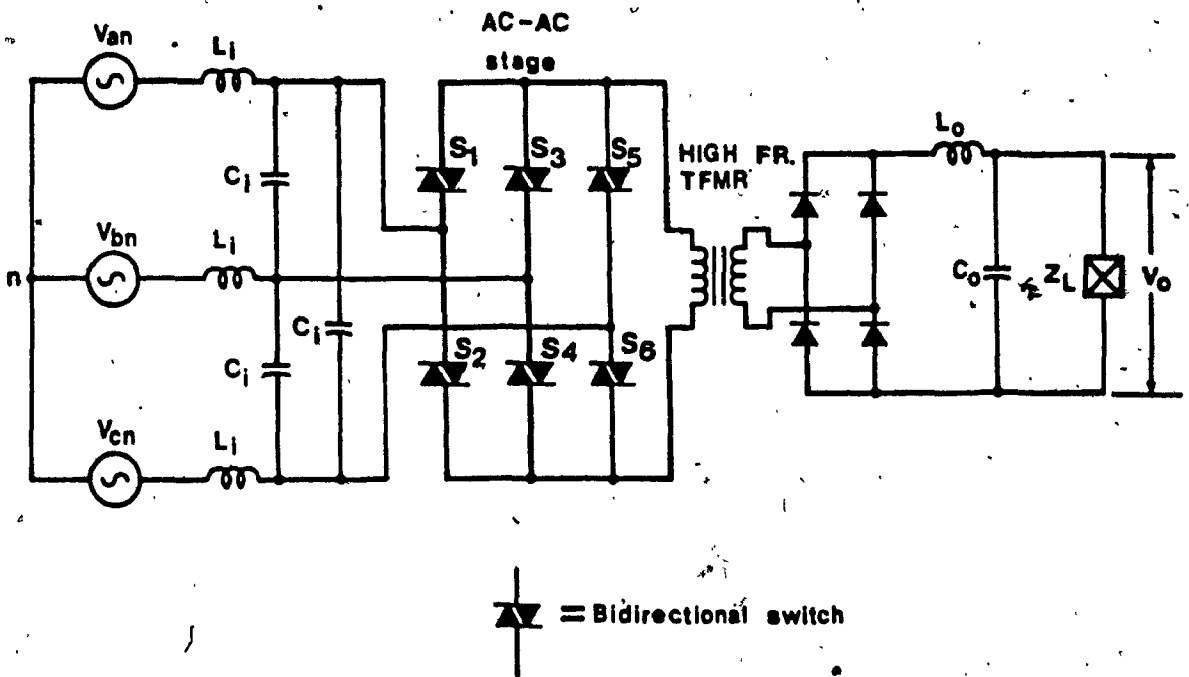 AC-AC
stage
Van
Li
S1
S3
S5
HIGH FR.
TFMR
Lo
Ci
Vbn
Li
n
Ci
Co
ZL
Vo
Ci
S2
S4
S6
Vcn
Li
= Bidirectional switch